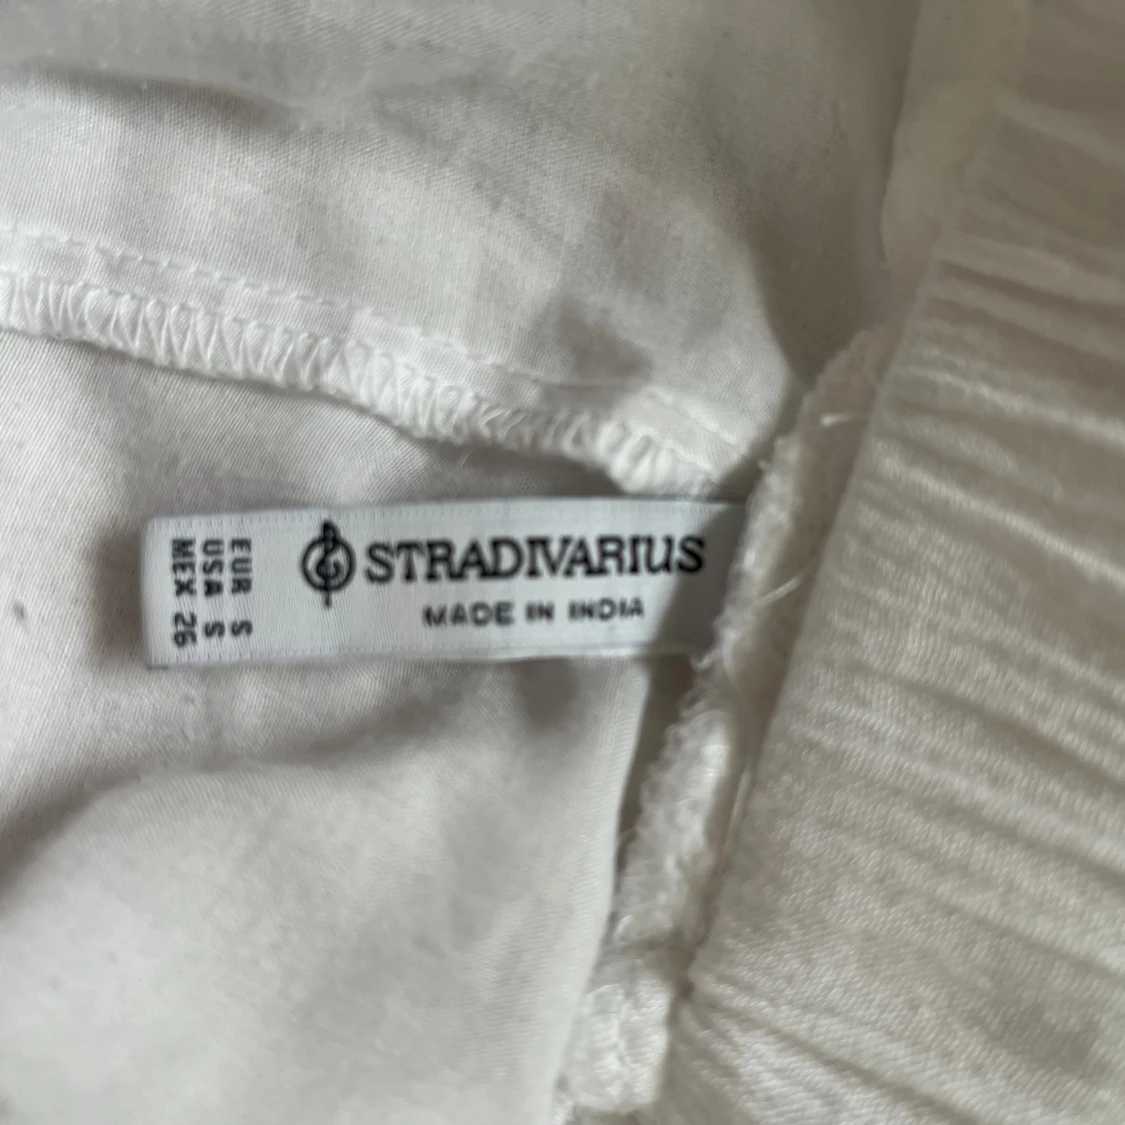 STRADIVARIUS
MADE IN INDIA
EUR S
USA S
MEX 26